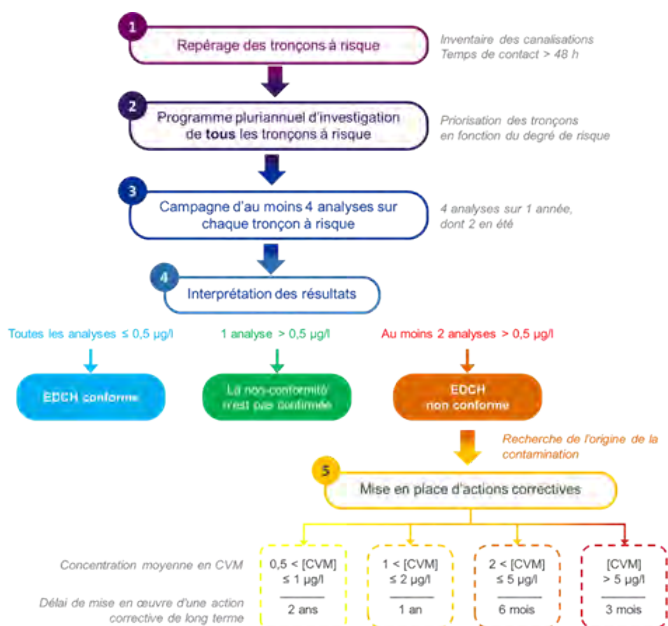 1
Repérage des tronçons à risque
Inventaire des canalisations
Temps de contact > 48 h
2
Programme pluriannuel d'investigation
de tous les tronçons à risque
Priorisation des tronçons
en fonction du degré de risque
3
Campagne d'au moins 4 analyses sur
chaque tronçon à risque
4 analyses sur 1 année,
dont 2 en été
4
Interprétation des résultats
Toutes les analyses ≤ 0,5 µg/l
1 analyse > 0,5 µg/l
Au moins 2 analyses > 0,5 µg/l
EDCH conforme
La non-conformité
n'est pas confirmée
EDCH
non conforme
Recherche de l'origine de la
contamination
5
Mise en place d'actions correctives
Concentration moyenne en CVM
0,5 < [CVM]
≤ 1 µg/l
1 < [CVM]
≤ 2 µg/l
2 < [CVM]
≤ 5 µg/l
[CVM]
> 5 µg/l
Délai de mise en œuvre d'une action
corrective de long terme
2 ans
1 an
6 mois
3 mois